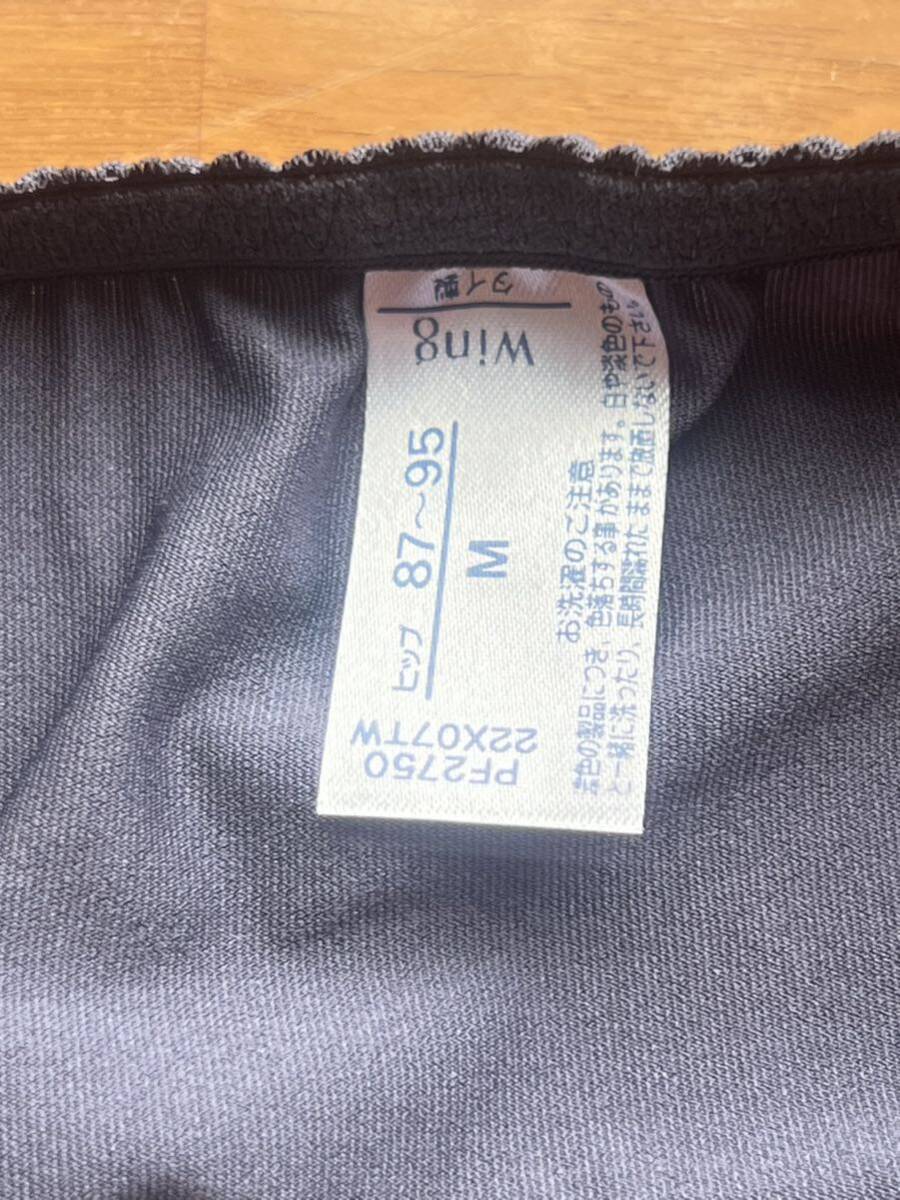 タイ製
Wing
ヒップ 87～95
M
PF2750
22X07TW
お洗濯のご注意
濃色の製品につき、色落ちする事があります。白や淡色のもの
と一緒に洗ったり、長時間濡れたままで放置しないで下さい。